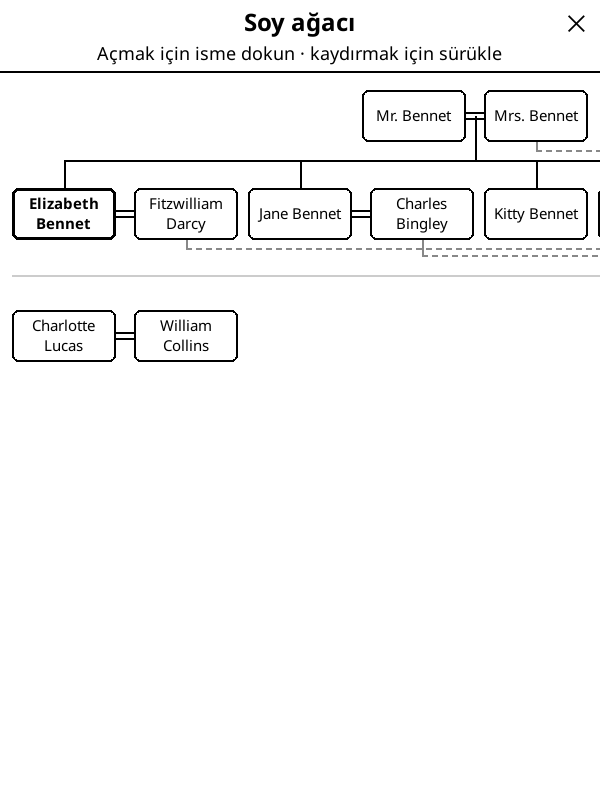 Soy ağacı
Açmak için isme dokun · kaydırmak için sürükle
Mr. Bennet
Mrs. Bennet
Elizabeth
Bennet
Fitzwilliam
Darcy
Jane Bennet
Charles
Bingley
Kitty Bennet
Charlotte
Lucas
William
Collins